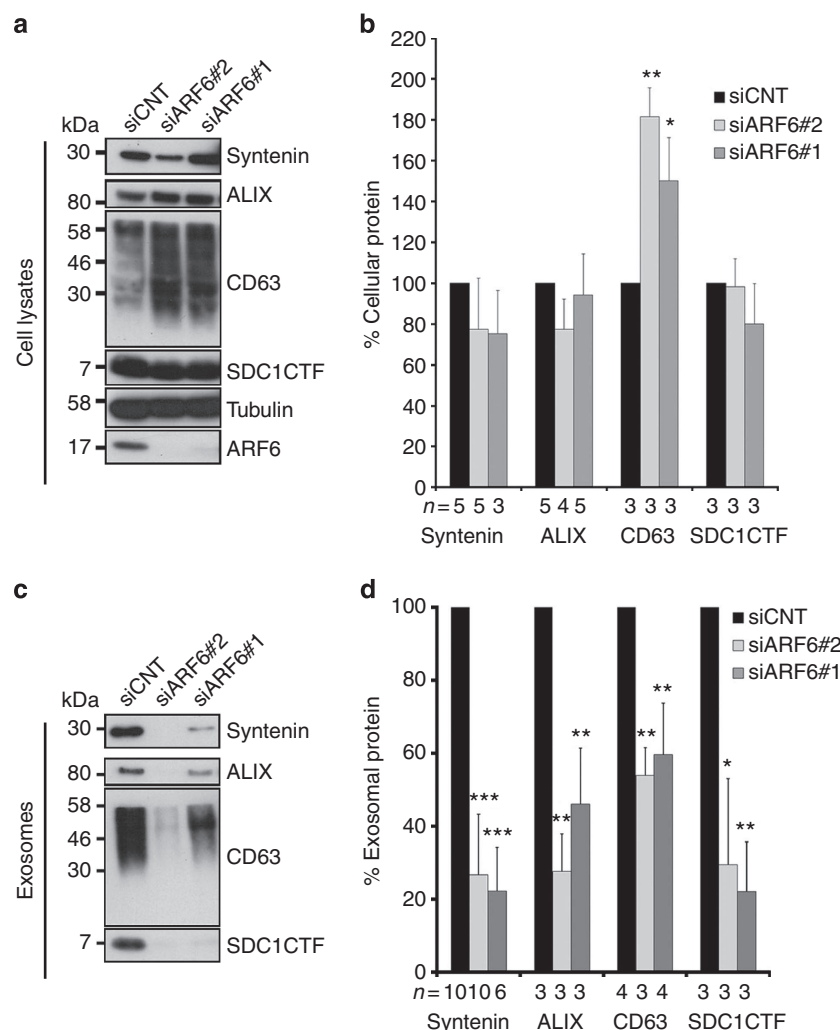 a
siCNT
siARF6#2
siARF6#1
kDa
30
Syntenin
80
ALIX
58
46
30
CD63
7
SDC1CTF
58
Tubulin
17
ARF6
Cell lysates
b
220
200
180
160
140
120
100
80
60
40
20
0
% Cellular protein
** *
siCNT
siARF6#2
siARF6#1
n= 5 5 3 5 4 5 3 3 3 3 3 3
Syntenin ALIX CD63 SDC1CTF
c
siCNT
siARF6#2
siARF6#1
kDa
30
Syntenin
80
ALIX
58
46
30
CD63
7
SDC1CTF
Exosomes
d
100
80
60
40
20
0
% Exosomal protein
*** *** ** ** ** ** * **
siCNT
siARF6#2
siARF6#1
n= 10 10 6 3 3 3 4 3 4 3 3 3
Syntenin ALIX CD63 SDC1CTF